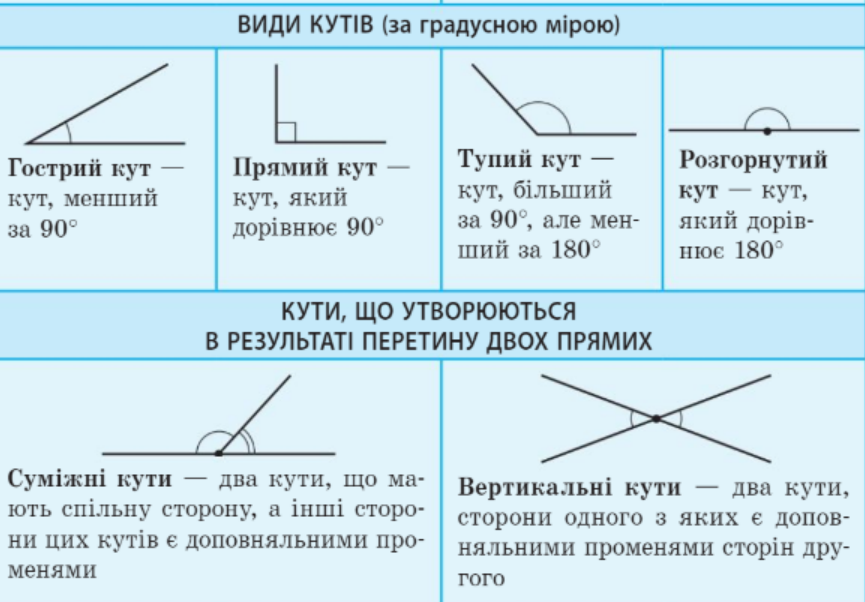 ВИДИ КУТІВ (за градусною мірою)
Гострий кут —
кут, менший
за 90°
Прямий кут —
кут, який
дорівнює 90°
Тупий кут —
кут, більший
за 90°, але мен-
ший за 180°
Розгорнутий
кут — кут,
який дорів-
нює 180°
КУТИ, ЩО УТВОРЮЮТЬСЯ
В РЕЗУЛЬТАТІ ПЕРЕТИНУ ДВОХ ПРЯМИХ
Суміжні кути — два кути, що ма-
ють спільну сторону, а інші сторо-
ни цих кутів є доповняльними про-
менями
Вертикальні кути — два кути,
сторони одного з яких є допов-
няльними променями сторін дру-
гого